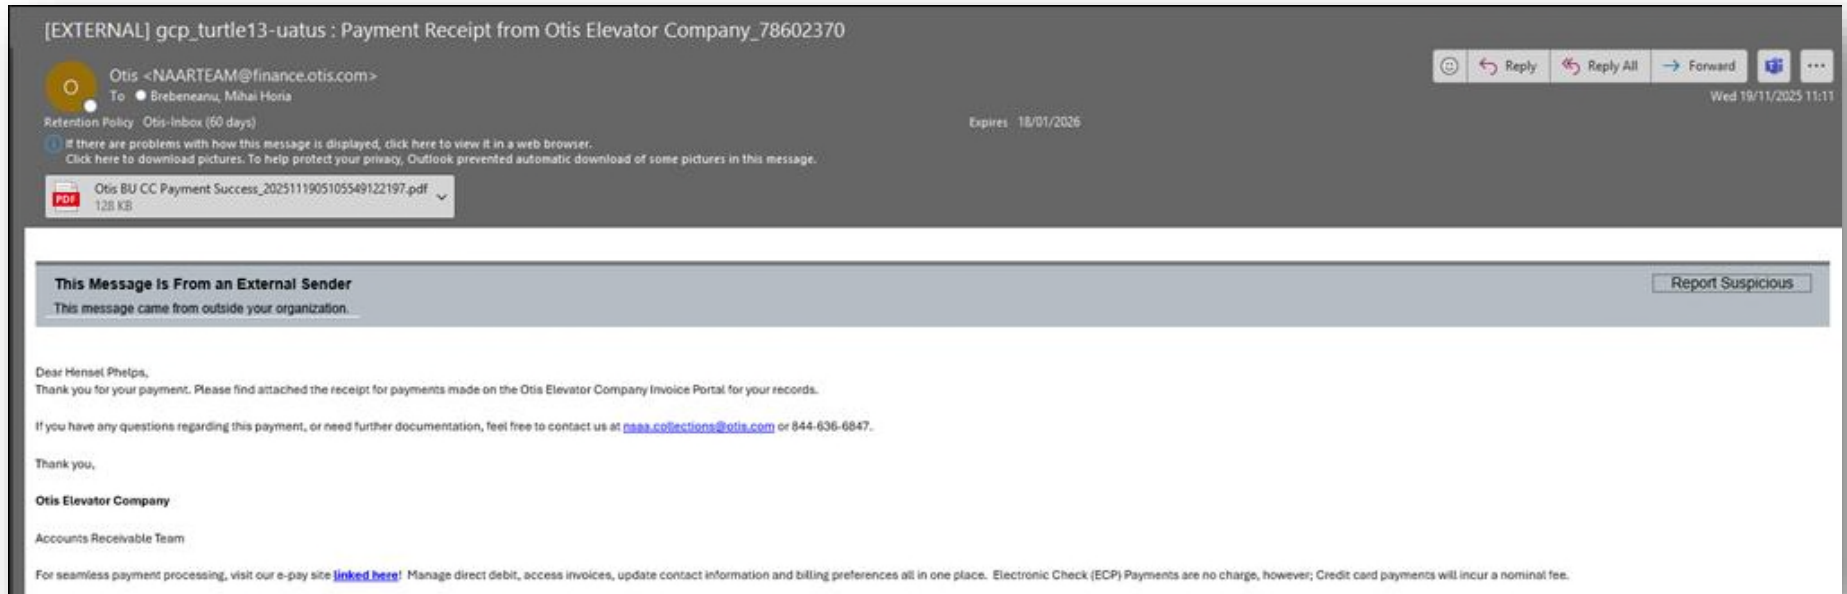 [EXTERNAL] gcp_turtle13-uatus : Payment Receipt from Otis Elevator Company_78602370
O
Otis <NAARTEAM@finance.otis.com>
To Brebeneanu, Mihai Horia
Reply
Reply All
Forward
Wed 19/11/2025 11:11
Retention Policy Otis-Inbox (60 days)
Expires 18/01/2026
If there are problems with how this message is displayed, click here to view it in a web browser.
Click here to download pictures. To help protect your privacy, Outlook prevented automatic download of some pictures in this message.
PDF
Otis BU CC Payment Success_2025111905105549122197.pdf
128 KB
This Message Is From an External Sender
Report Suspicious
This message came from outside your organization.
Dear Hensel Phelps,
Thank you for your payment. Please find attached the receipt for payments made on the Otis Elevator Company Invoice Portal for your records.
If you have any questions regarding this payment, or need further documentation, feel free to contact us at nsaa.collections@otis.com or 844-636-6847.
Thank you,
Otis Elevator Company
Accounts Receivable Team
For seamless payment processing, visit our e-pay site linked here! Manage direct debit, access invoices, update contact information and billing preferences all in one place. Electronic Check (ECP) Payments are no charge, however; Credit card payments will incur a nominal fee.